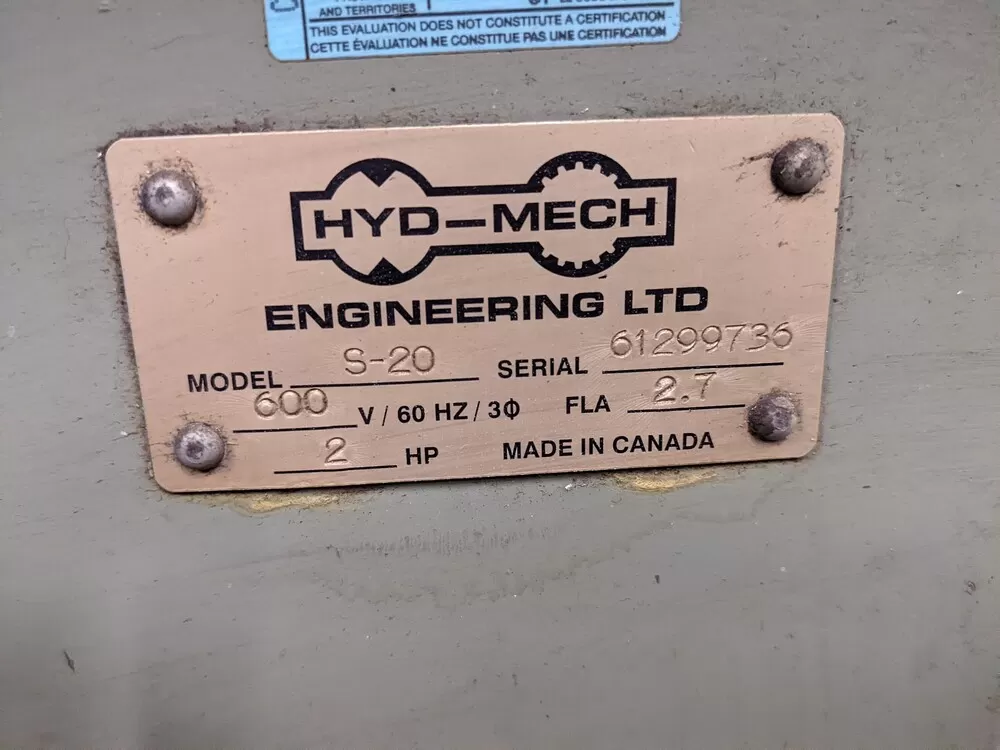 AND TERRITORIES
THIS EVALUATION DOES NOT CONSTITUTE A CERTIFICATION
CETTE ÉVALUATION NE CONSTITUE PAS UNE CERTIFICATION
HYD-MECH
ENGINEERING LTD
MODEL S-20 SERIAL 61299736
600 V / 60 HZ / 3Φ FLA 2.7
2 HP MADE IN CANADA